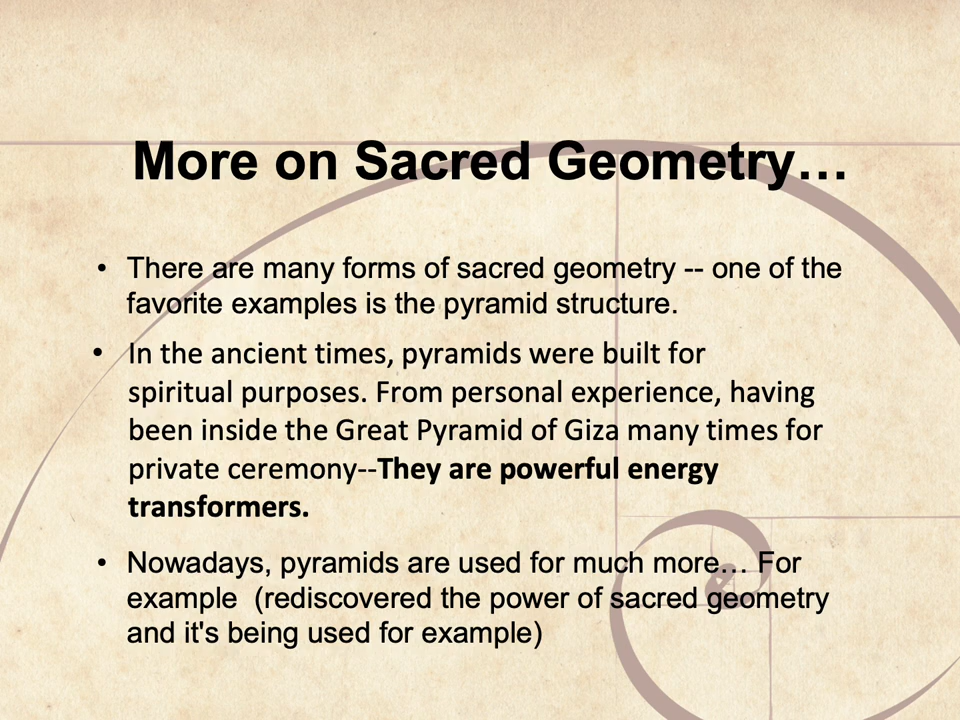 More on Sacred Geometry…
• There are many forms of sacred geometry -- one of the
favorite examples is the pyramid structure.
• In the ancient times, pyramids were built for
spiritual purposes. From personal experience, having
been inside the Great Pyramid of Giza many times for
private ceremony--They are powerful energy
transformers.
• Nowadays, pyramids are used for much more… For
example  (rediscovered the power of sacred geometry
and it's being used for example)